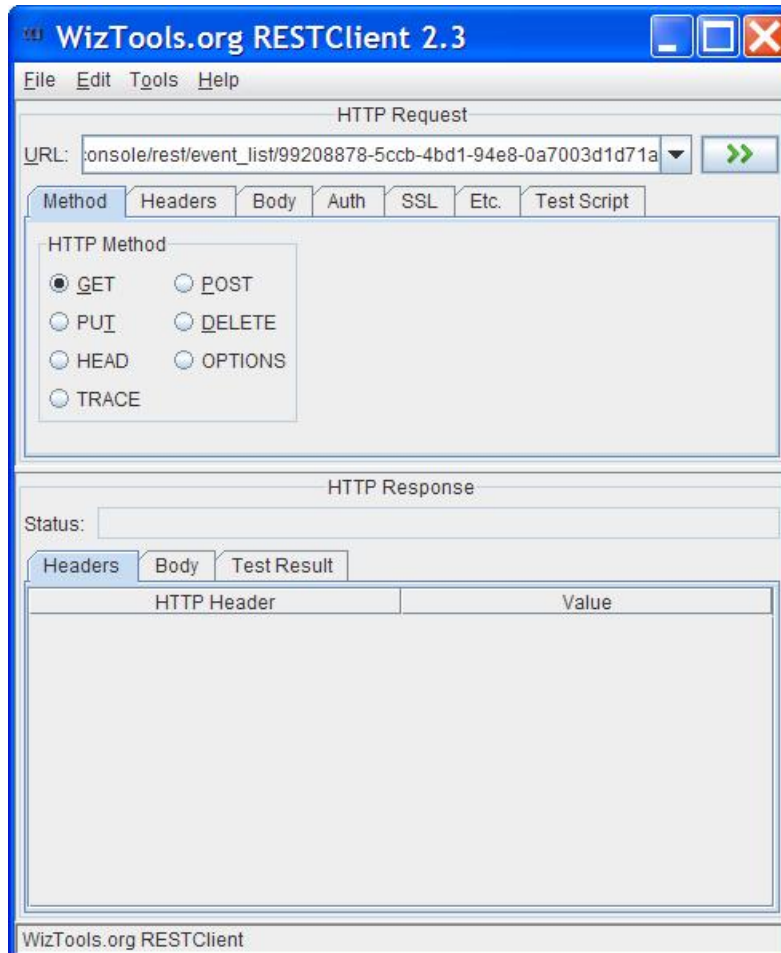 WizTools.org RESTClient 2.3
File Edit Tools Help
HTTP Request
URL: console/rest/event_list/99208878-5ccb-4bd1-94e8-0a7003d1d71a >>
Method Headers Body Auth SSL Etc. Test Script
HTTP Method
GET POST
PUT DELETE
HEAD OPTIONS
TRACE
HTTP Response
Status:
Headers Body Test Result
HTTP Header Value
WizTools.org RESTClient